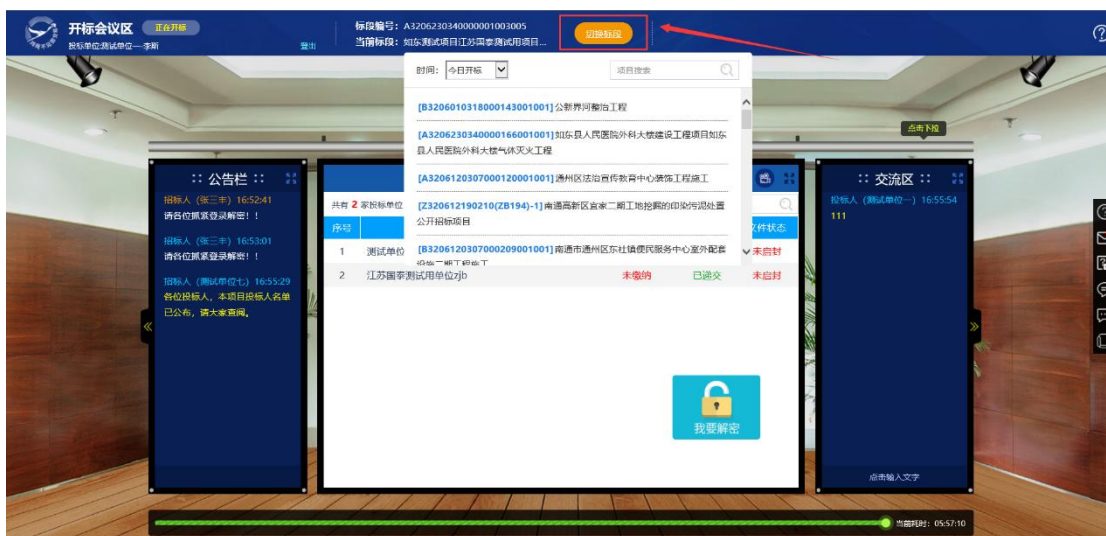 开标会议区 正在开标
投标单位:测试单位一-李斯 登出
标段编号：A3206230340000001003005
当前标段：如东测试项目江苏国泰测试用项目...
切换标段
时间： 今日开标 项目搜索
[B3206010318000143001001]公新界河整治工程
[A3206230340000166001001]如东县人民医院外科大楼建设工程项目如东
县人民医院外科大楼气体灭火工程
[A3206120307000120001001]通州区法治宣传教育中心装饰工程施工
[Z320612190210(ZB194)-1]南通高新区宜家二期工地挖掘的印染污泥处置
公开招标项目
[B3206120307000209001001]南通市通州区东社镇便民服务中心室外配套
设施二期工程施工
点击下拉
:: 公告栏 ::
招标人（张三丰）16:52:41
请各位抓紧登录解密！！
招标人（张三丰）16:53:01
请各位抓紧登录解密！！
招标人（测试单位七）16:55:29
各位投标人，本项目投标人名单
已公布，请大家查阅。
共有 2 家投标单位
序号 文件状态
1 测试单位 未启封
2 江苏国泰测试用单位zjb 未缴纳 已递交 未启封
我要解密
:: 交流区 ::
投标人（测试单位一）16:55:54
111
点击输入文字
当前耗时：05:57:10